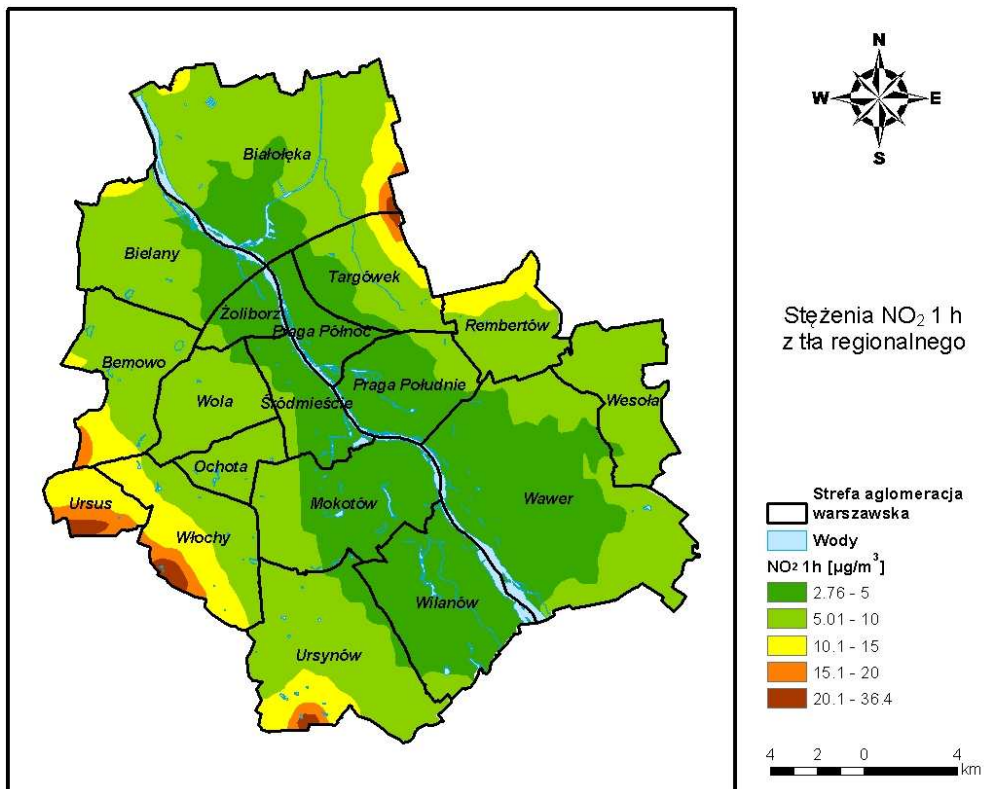 N
W E
S
Białołęka
Bielany
Targówek
Żoliborz
Praga Północ
Rembertów
Bemowo
Praga Południe
Wola
Śródmieście
Wesoła
Ochota
Ursus
Mokotów
Wawer
Włochy
Wilanów
Ursynów
Stężenia NO₂ 1 h
z tła regionalnego
Strefa aglomeracja
warszawska
Wody
NO² 1h [µg/m³]
2.76 - 5
5.01 - 10
10.1 - 15
15.1 - 20
20.1 - 36.4
4 2 0 4
km